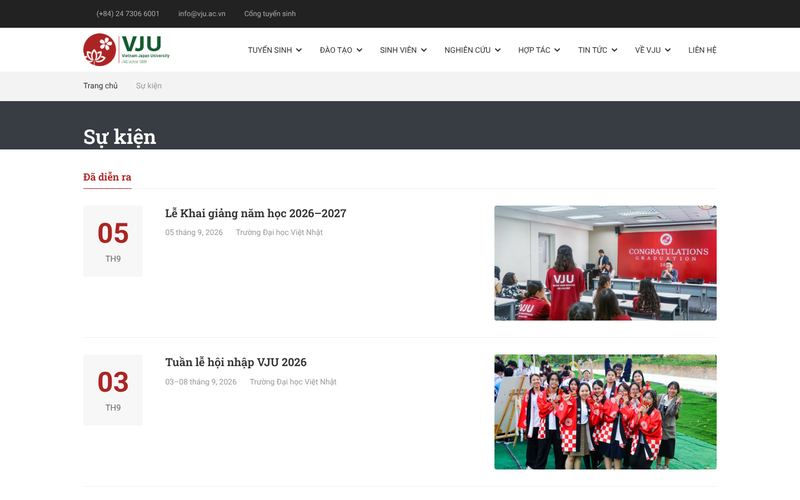 (+84) 24 7306 6001 info@vju.ac.vn Cổng tuyển sinh
VJU
Vietnam Japan University
TUYỂN SINH ĐÀO TẠO SINH VIÊN NGHIÊN CỨU HỢP TÁC TIN TỨC VỀ VJU LIÊN HỆ
Trang chủ Sự kiện
Sự kiện
Đã diễn ra
05
TH9
Lễ Khai giảng năm học 2026–2027
05 tháng 9, 2026 Trường Đại học Việt Nhật
CONGRATULATIONS
GRADUATION
VJU
03
TH9
Tuần lễ hội nhập VJU 2026
03–08 tháng 9, 2026 Trường Đại học Việt Nhật